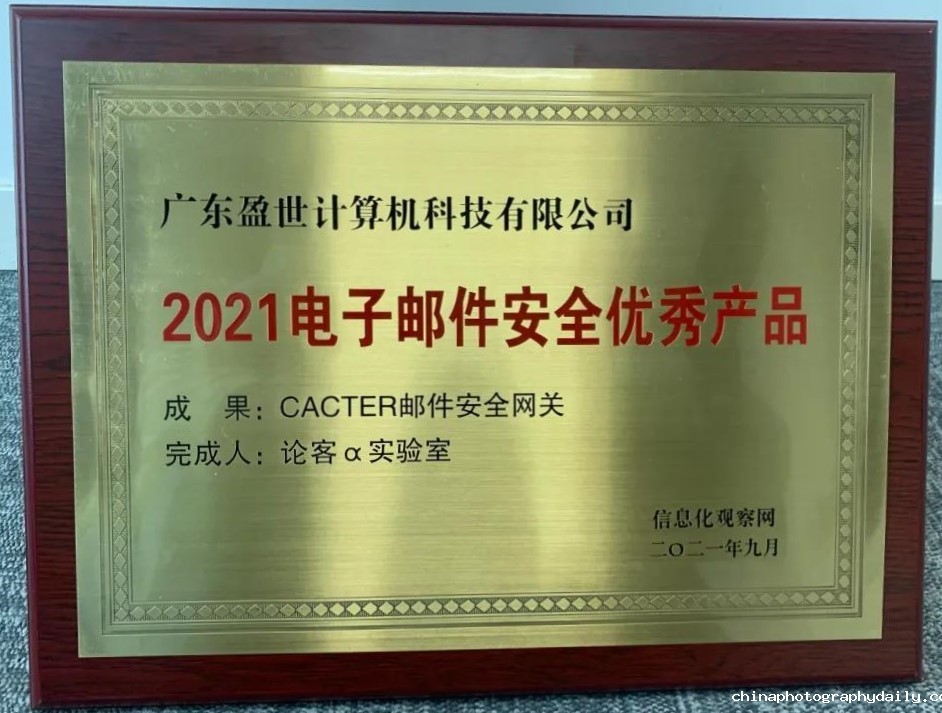 广东盈世计算机科技有限公司
2021电子邮件安全优秀产品
成 果：CACTER邮件安全网关
完成人：论客α实验室
信息化观察网
二〇二一年九月
chinaphotographydaily.co